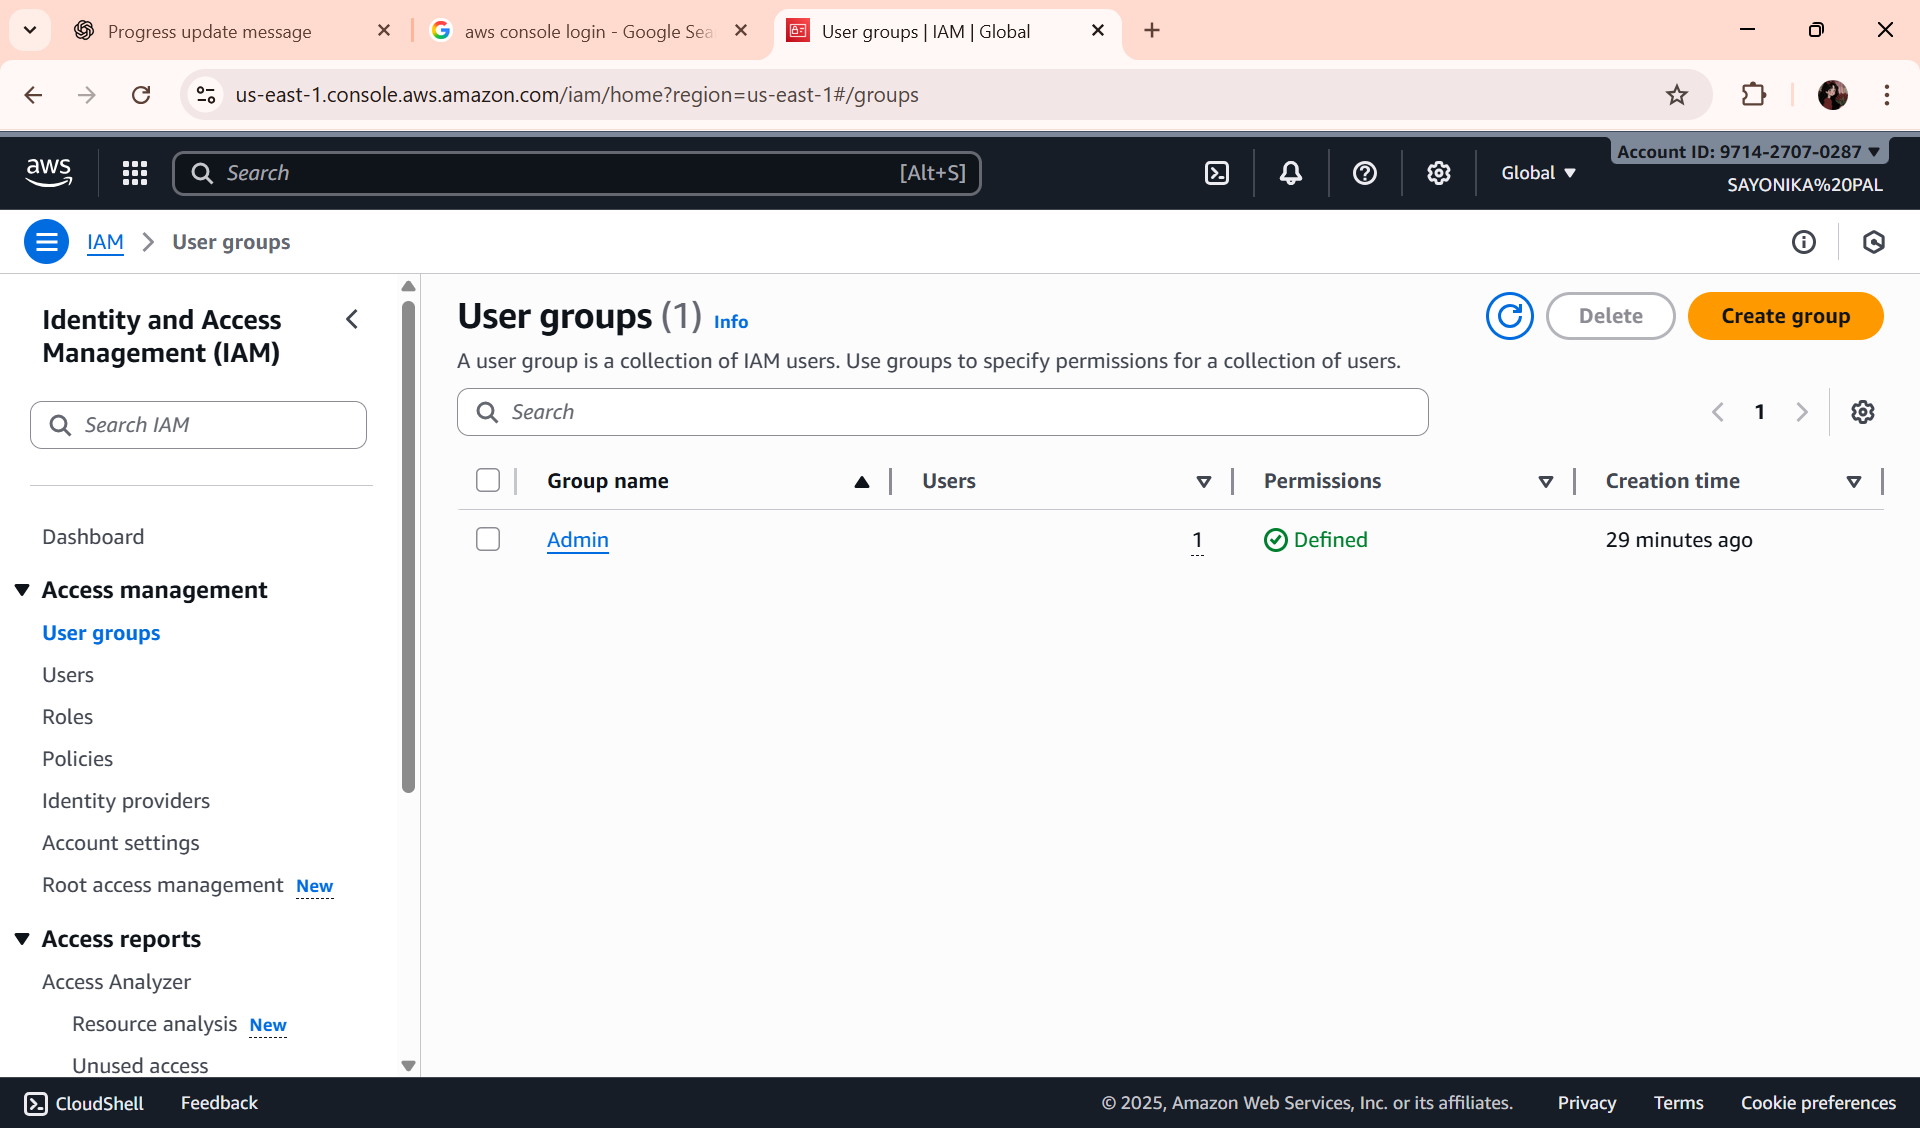 Progress update message
aws console login - Google Sea
User groups | IAM | Global
us-east-1.console.aws.amazon.com/iam/home?region=us-east-1#/groups
aws
Search
[Alt+S]
Global
Account ID: 9714-2707-0287
SAYONIKA%20PAL
IAM
User groups
Identity and Access
Management (IAM)
Search IAM
Dashboard
Access management
User groups
Users
Roles
Policies
Identity providers
Account settings
Root access management New
Access reports
Access Analyzer
Resource analysis New
Unused access
User groups (1) Info
Delete
Create group
A user group is a collection of IAM users. Use groups to specify permissions for a collection of users.
Search
1
Group name
Users
Permissions
Creation time
Admin
1
Defined
29 minutes ago
CloudShell
Feedback
© 2025, Amazon Web Services, Inc. or its affiliates.
Privacy
Terms
Cookie preferences